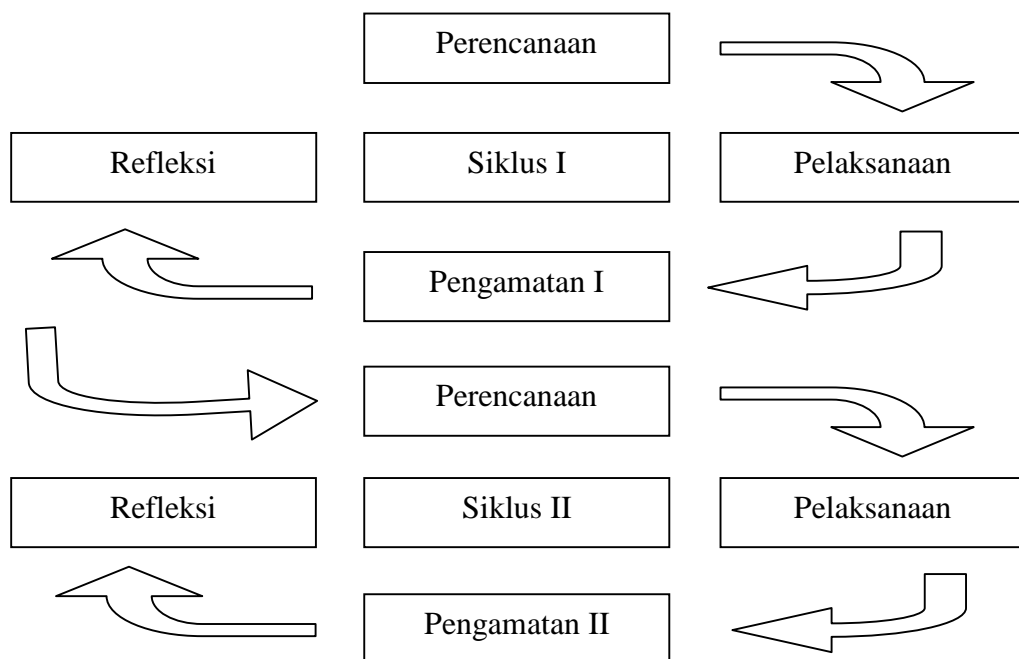 Perencanaan
Refleksi
Siklus I
Pelaksanaan
Pengamatan I
Perencanaan
Refleksi
Siklus II
Pelaksanaan
Pengamatan II